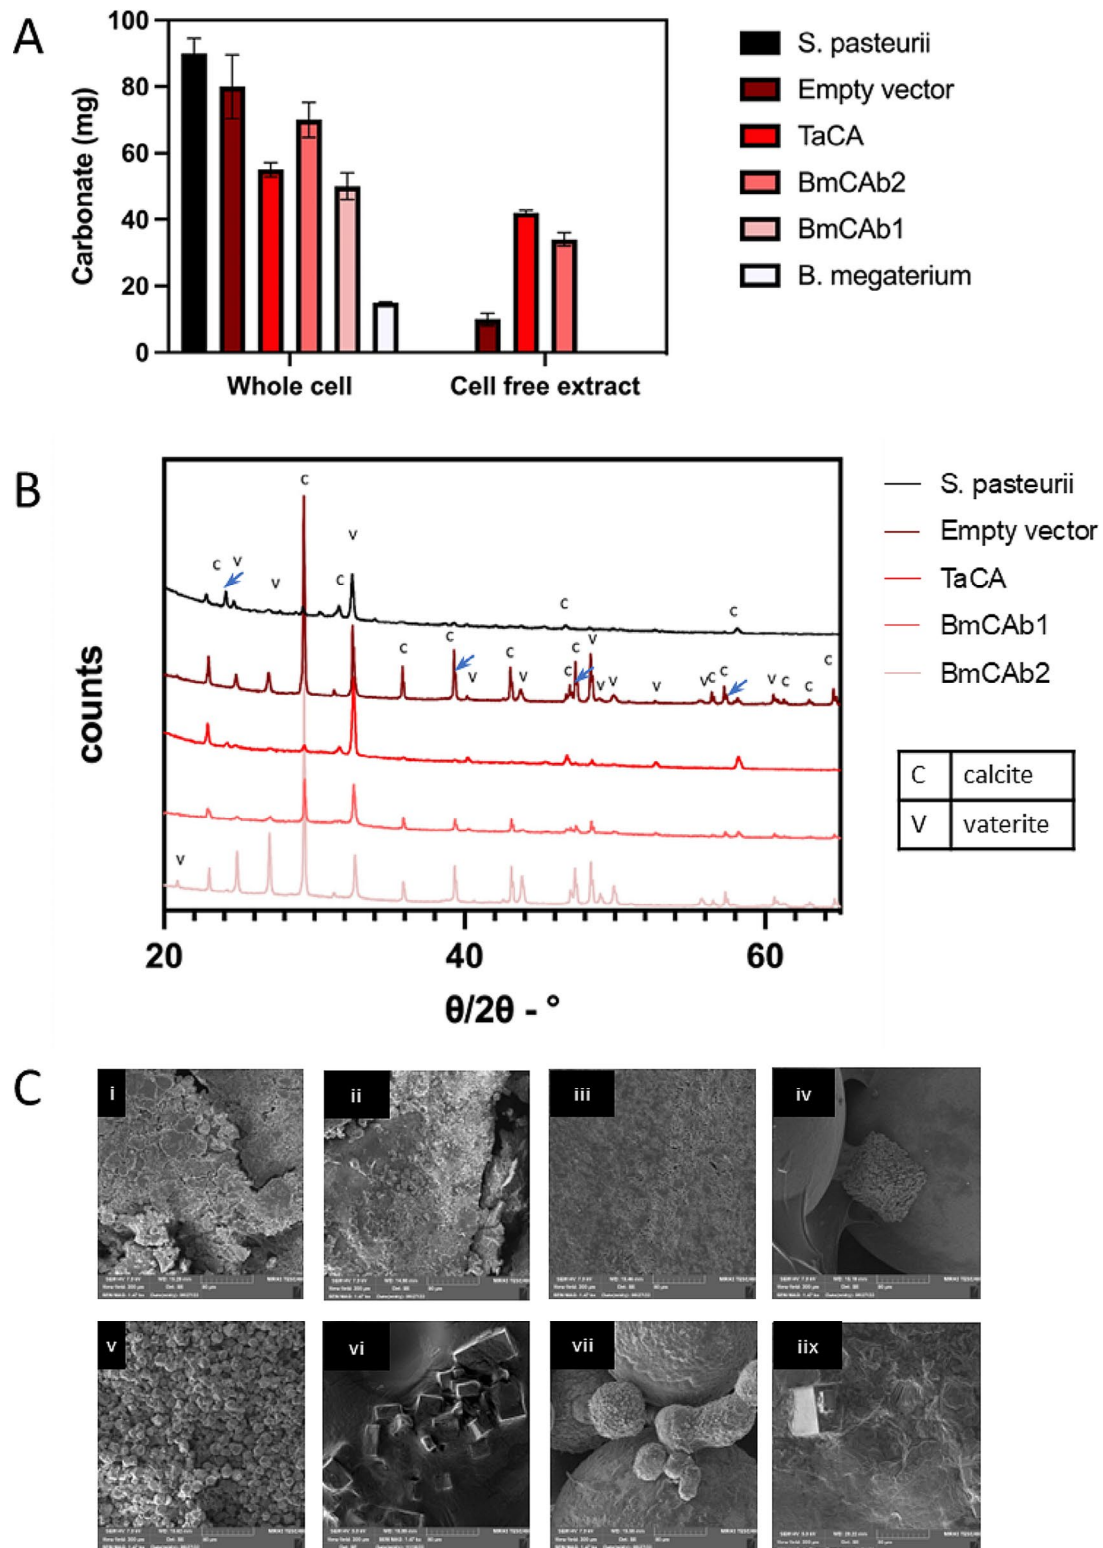 A
100
80
60
40
20
0
Carbonate (mg)
Whole cell
Cell free extract
S. pasteurii
Empty vector
TaCA
BmCAb2
BmCAb1
B. megaterium
B
counts
C
C V
V
C
V
C
C
C
C
V
C
V
C
C
V
V V
V
V C
C
V C
C
C
V
20
40
60
θ/2θ - °
S. pasteurii
Empty vector
TaCA
BmCAb1
BmCAb2
C calcite
V vaterite
C
i
ii
iii
iv
v
vi
vii
iix